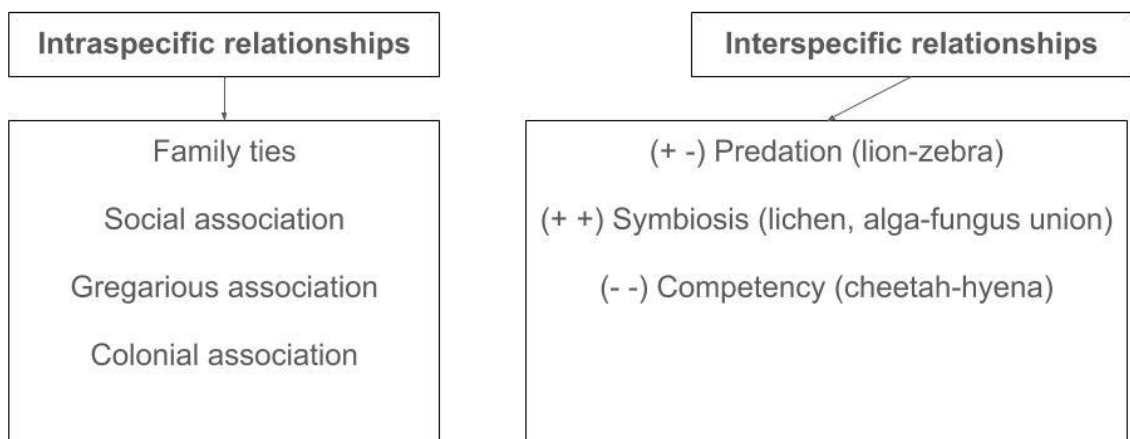 Intraspecific relationships
Family ties
Social association
Gregarious association
Colonial association
Interspecific relationships
(+ -) Predation (lion-zebra)
(+ +) Symbiosis (lichen, alga-fungus union)
(- -) Competency (cheetah-hyena)